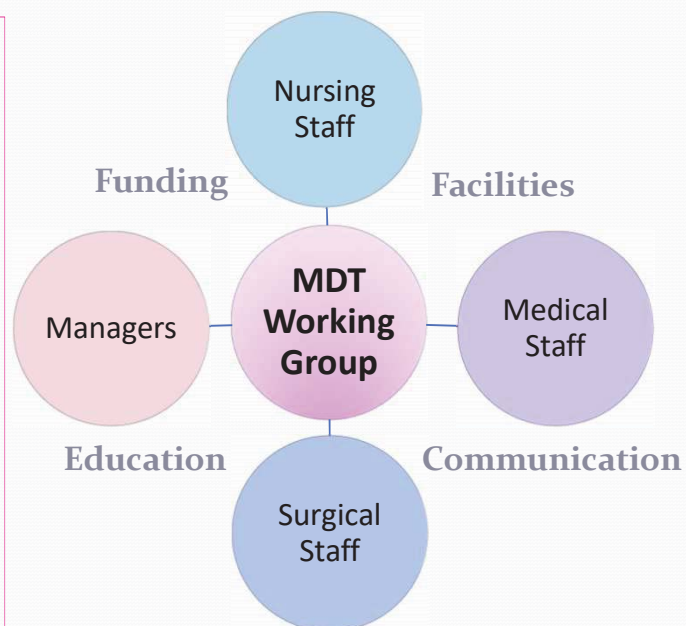 Nursing
Staff
Funding
Facilities
MDT
Working
Group
Managers
Medical
Staff
Education
Communication
Surgical
Staff